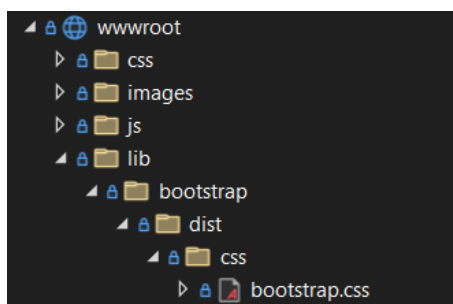 wwwroot
css
images
js
lib
bootstrap
dist
css
bootstrap.css